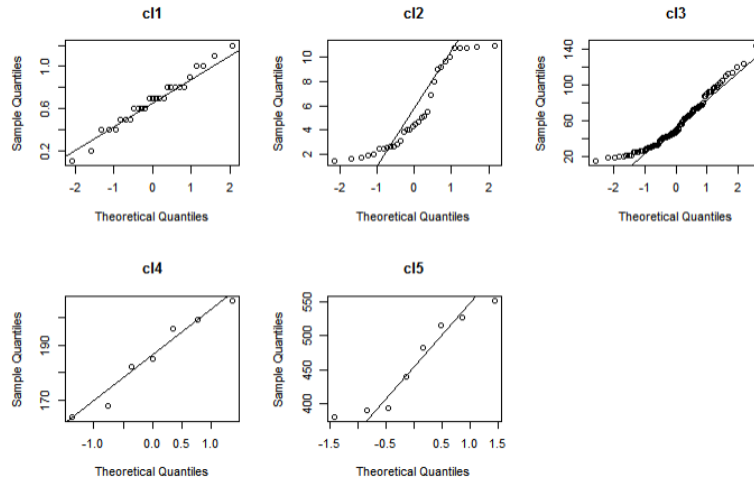 cl1
Sample Quantiles
0.2 0.6 1.0
-2 -1 0 1 2
Theoretical Quantiles
cl2
Sample Quantiles
2 4 6 8 10
-2 -1 0 1 2
Theoretical Quantiles
cl3
Sample Quantiles
20 60 100 140
-2 -1 0 1 2
Theoretical Quantiles
cl4
Sample Quantiles
170 190
-1.0 0.0 1.0
Theoretical Quantiles
cl5
Sample Quantiles
400 450 500 550
-1.5 -0.5 0.5 1.5
Theoretical Quantiles